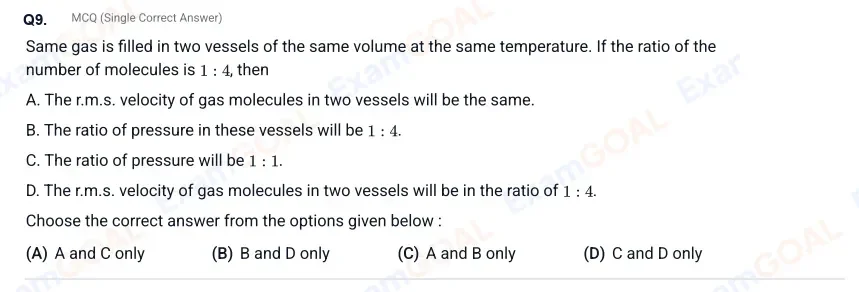 Q9. MCQ (Single Correct Answer)
Same gas is filled in two vessels of the same volume at the same temperature. If the ratio of the
number of molecules is 1 : 4, then
A. The r.m.s. velocity of gas molecules in two vessels will be the same.
B. The ratio of pressure in these vessels will be 1 : 4.
C. The ratio of pressure will be 1 : 1.
D. The r.m.s. velocity of gas molecules in two vessels will be in the ratio of 1 : 4.
Choose the correct answer from the options given below :
(A) A and C only (B) B and D only (C) A and B only (D) C and D only